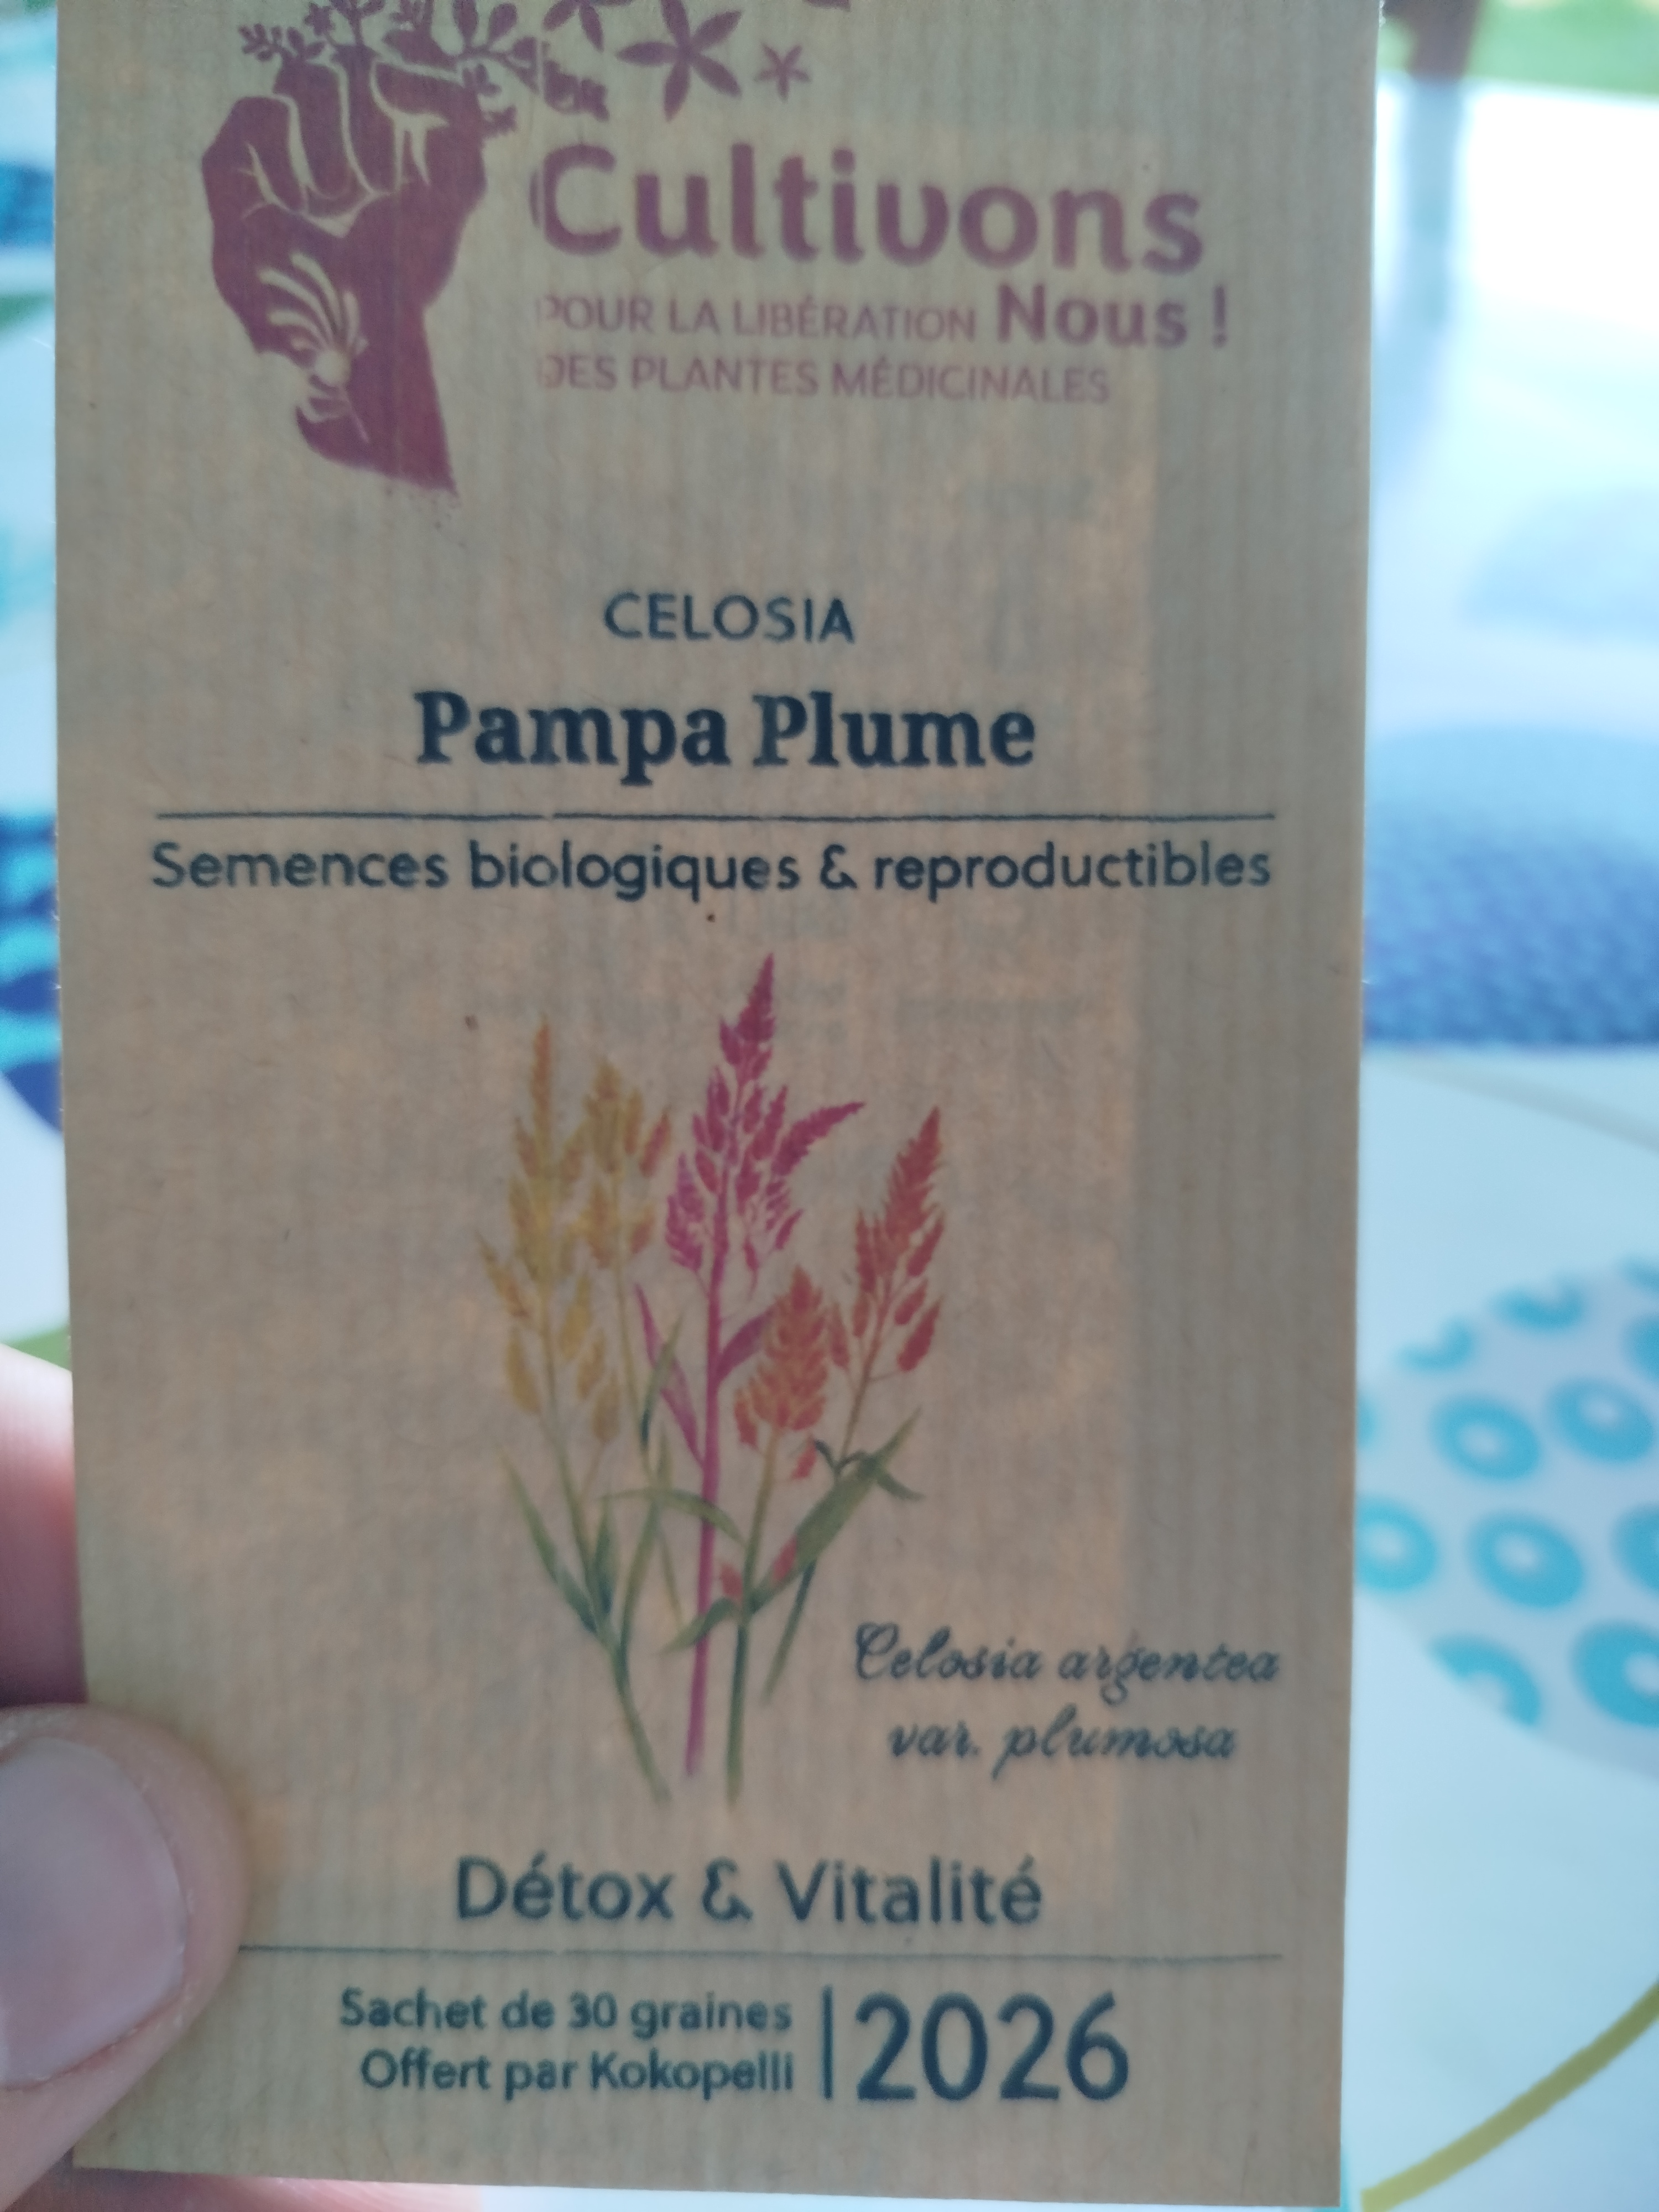 Cultivons
POUR LA LIBÉRATION Nous !
DES PLANTES MÉDICINALES
CELOSIA
Pampa Plume
Semences biologiques & reproductibles
Celosia argentea
var. plumosa
Détox & Vitalité
Sachet de 30 graines
Offert par Kokopelli
2026